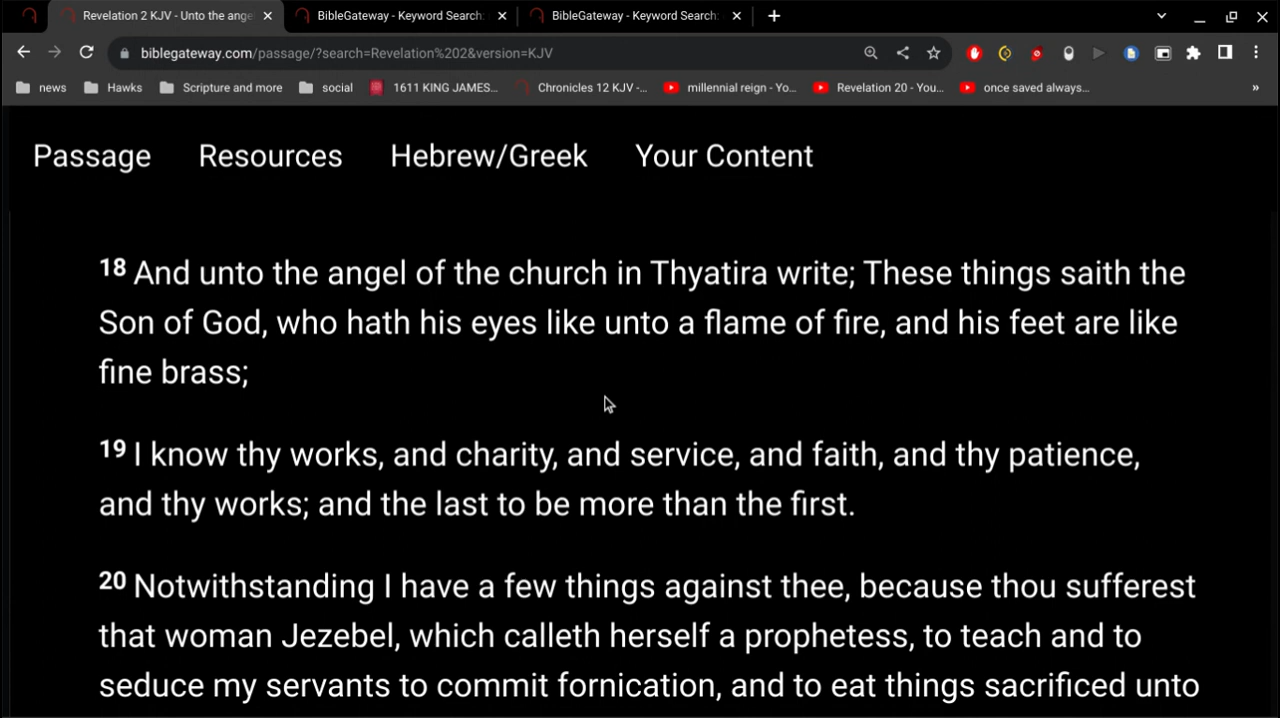 Revelation 2 KJV - Unto the ange
BibleGateway - Keyword Search:
BibleGateway - Keyword Search:
biblegateway.com/passage/?search=Revelation%202&version=KJV
news Hawks Scripture and more social 1611 KING JAMES... Chronicles 12 KJV -... millennial reign - Yo... Revelation 20 - You... once saved always... »
Passage Resources Hebrew/Greek Your Content
18 And unto the angel of the church in Thyatira write; These things saith the
Son of God, who hath his eyes like unto a flame of fire, and his feet are like
fine brass;
19 I know thy works, and charity, and service, and faith, and thy patience,
and thy works; and the last to be more than the first.
20 Notwithstanding I have a few things against thee, because thou sufferest
that woman Jezebel, which calleth herself a prophetess, to teach and to
seduce my servants to commit fornication, and to eat things sacrificed unto